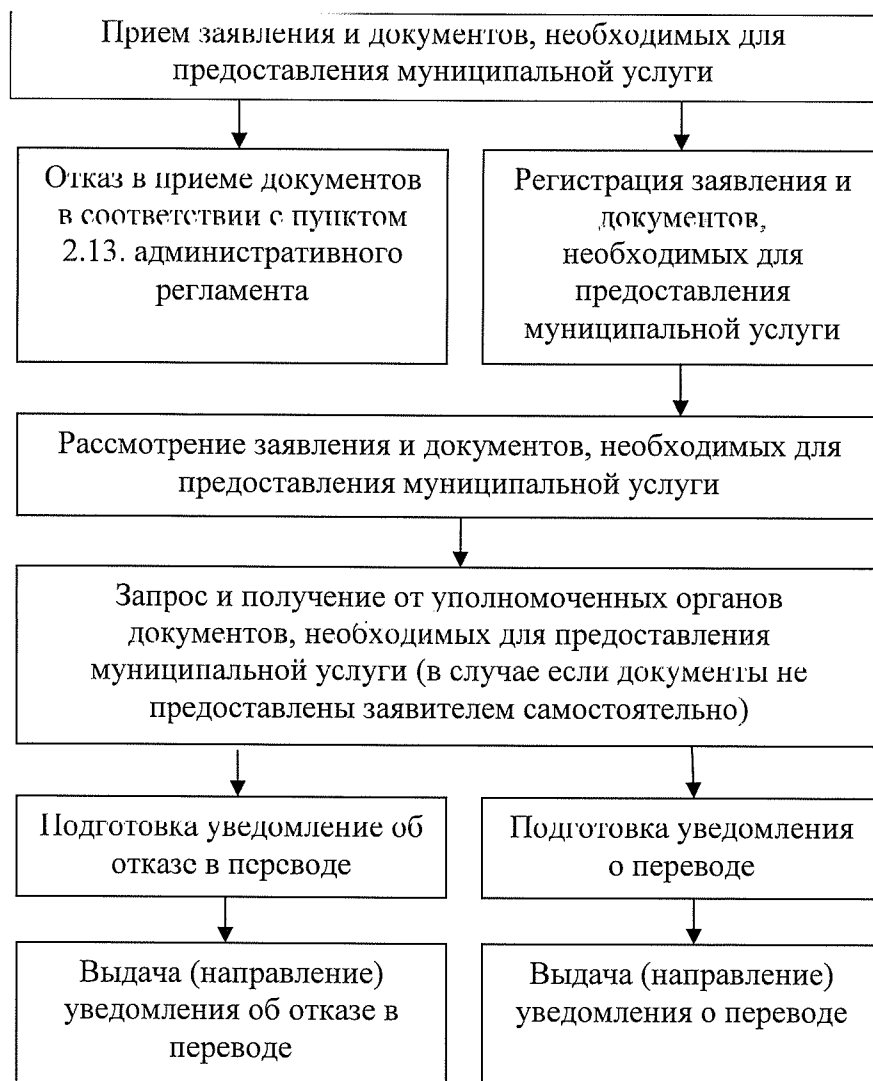 Прием заявления и документов, необходимых для
предоставления муниципальной услуги
Отказ в приеме документов
в соответствии с пунктом
2.13. административного
регламента
Регистрация заявления и
документов,
необходимых для
предоставления
муниципальной услуги
Рассмотрение заявления и документов, необходимых для
предоставления муниципальной услуги
Запрос и получение от уполномоченных органов
документов, необходимых для предоставления
муниципальной услуги (в случае если документы не
предоставлены заявителем самостоятельно)
Подготовка уведомление об
отказе в переводе
Подготовка уведомления
о переводе
Выдача (направление)
уведомления об отказе в
переводе
Выдача (направление)
уведомления о переводе